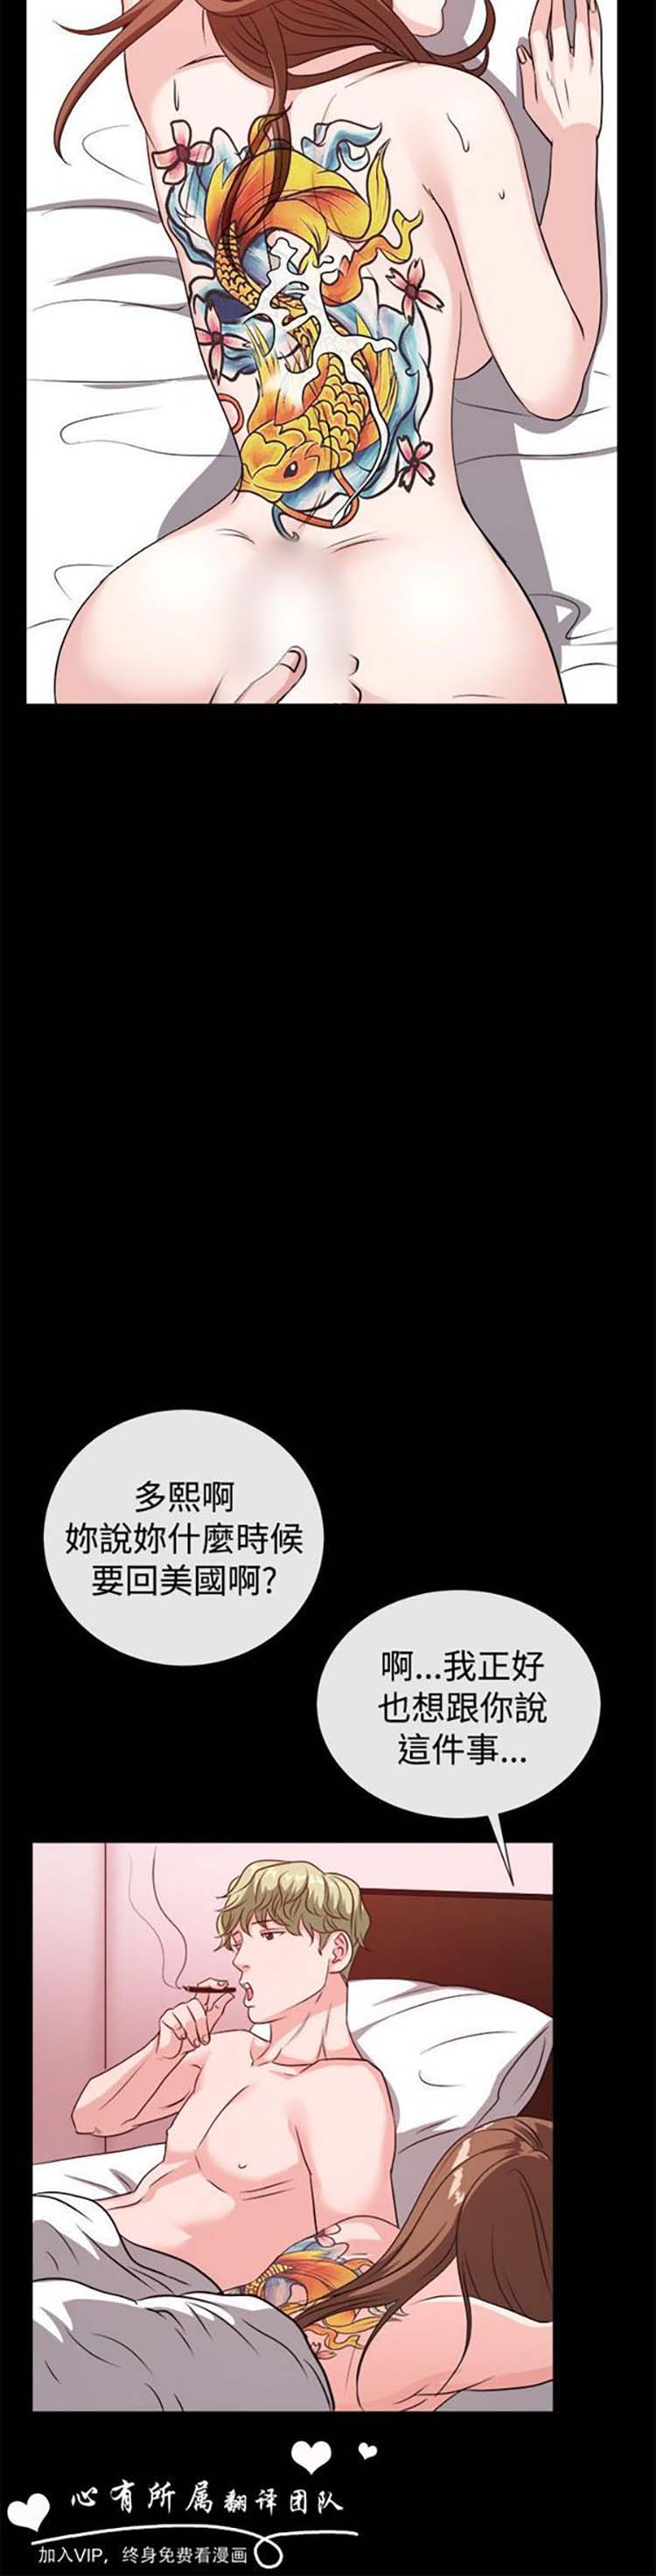 多熙啊
妳說妳什麼時候
要回美國啊?
啊...我正好
也想跟你說
這件事...
心有所属翻译团队
加入VIP，终身免费看漫画